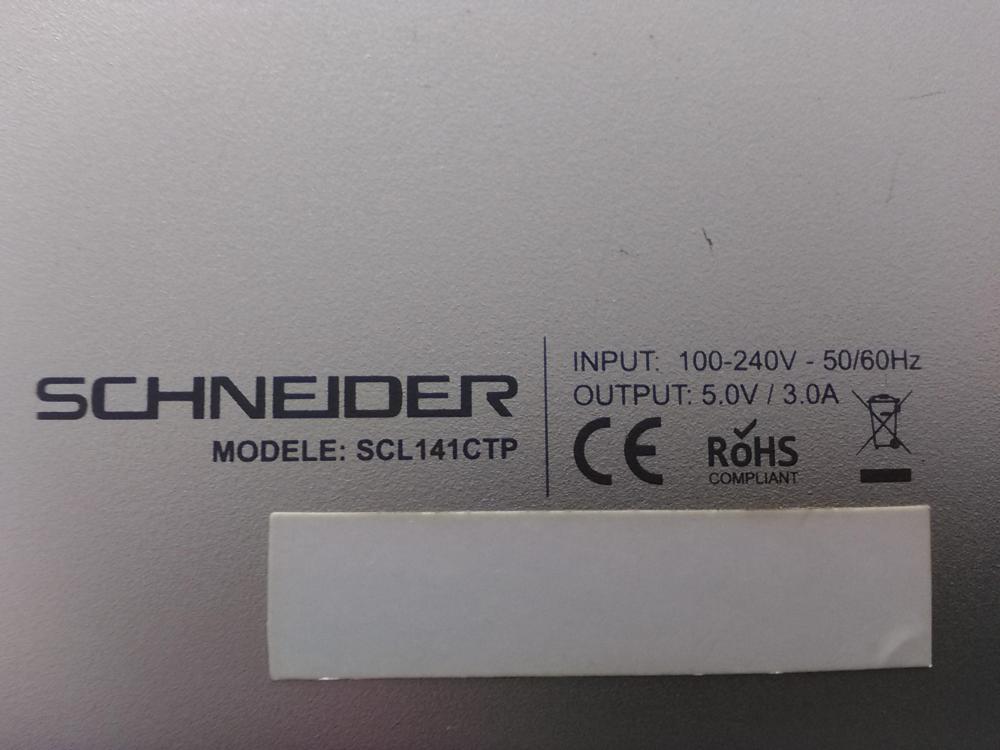 SCHNEIDER
MODELE: SCL141CTP
INPUT: 100-240V - 50/60Hz
OUTPUT: 5.0V / 3.0A
CE
RoHS
COMPLIANT